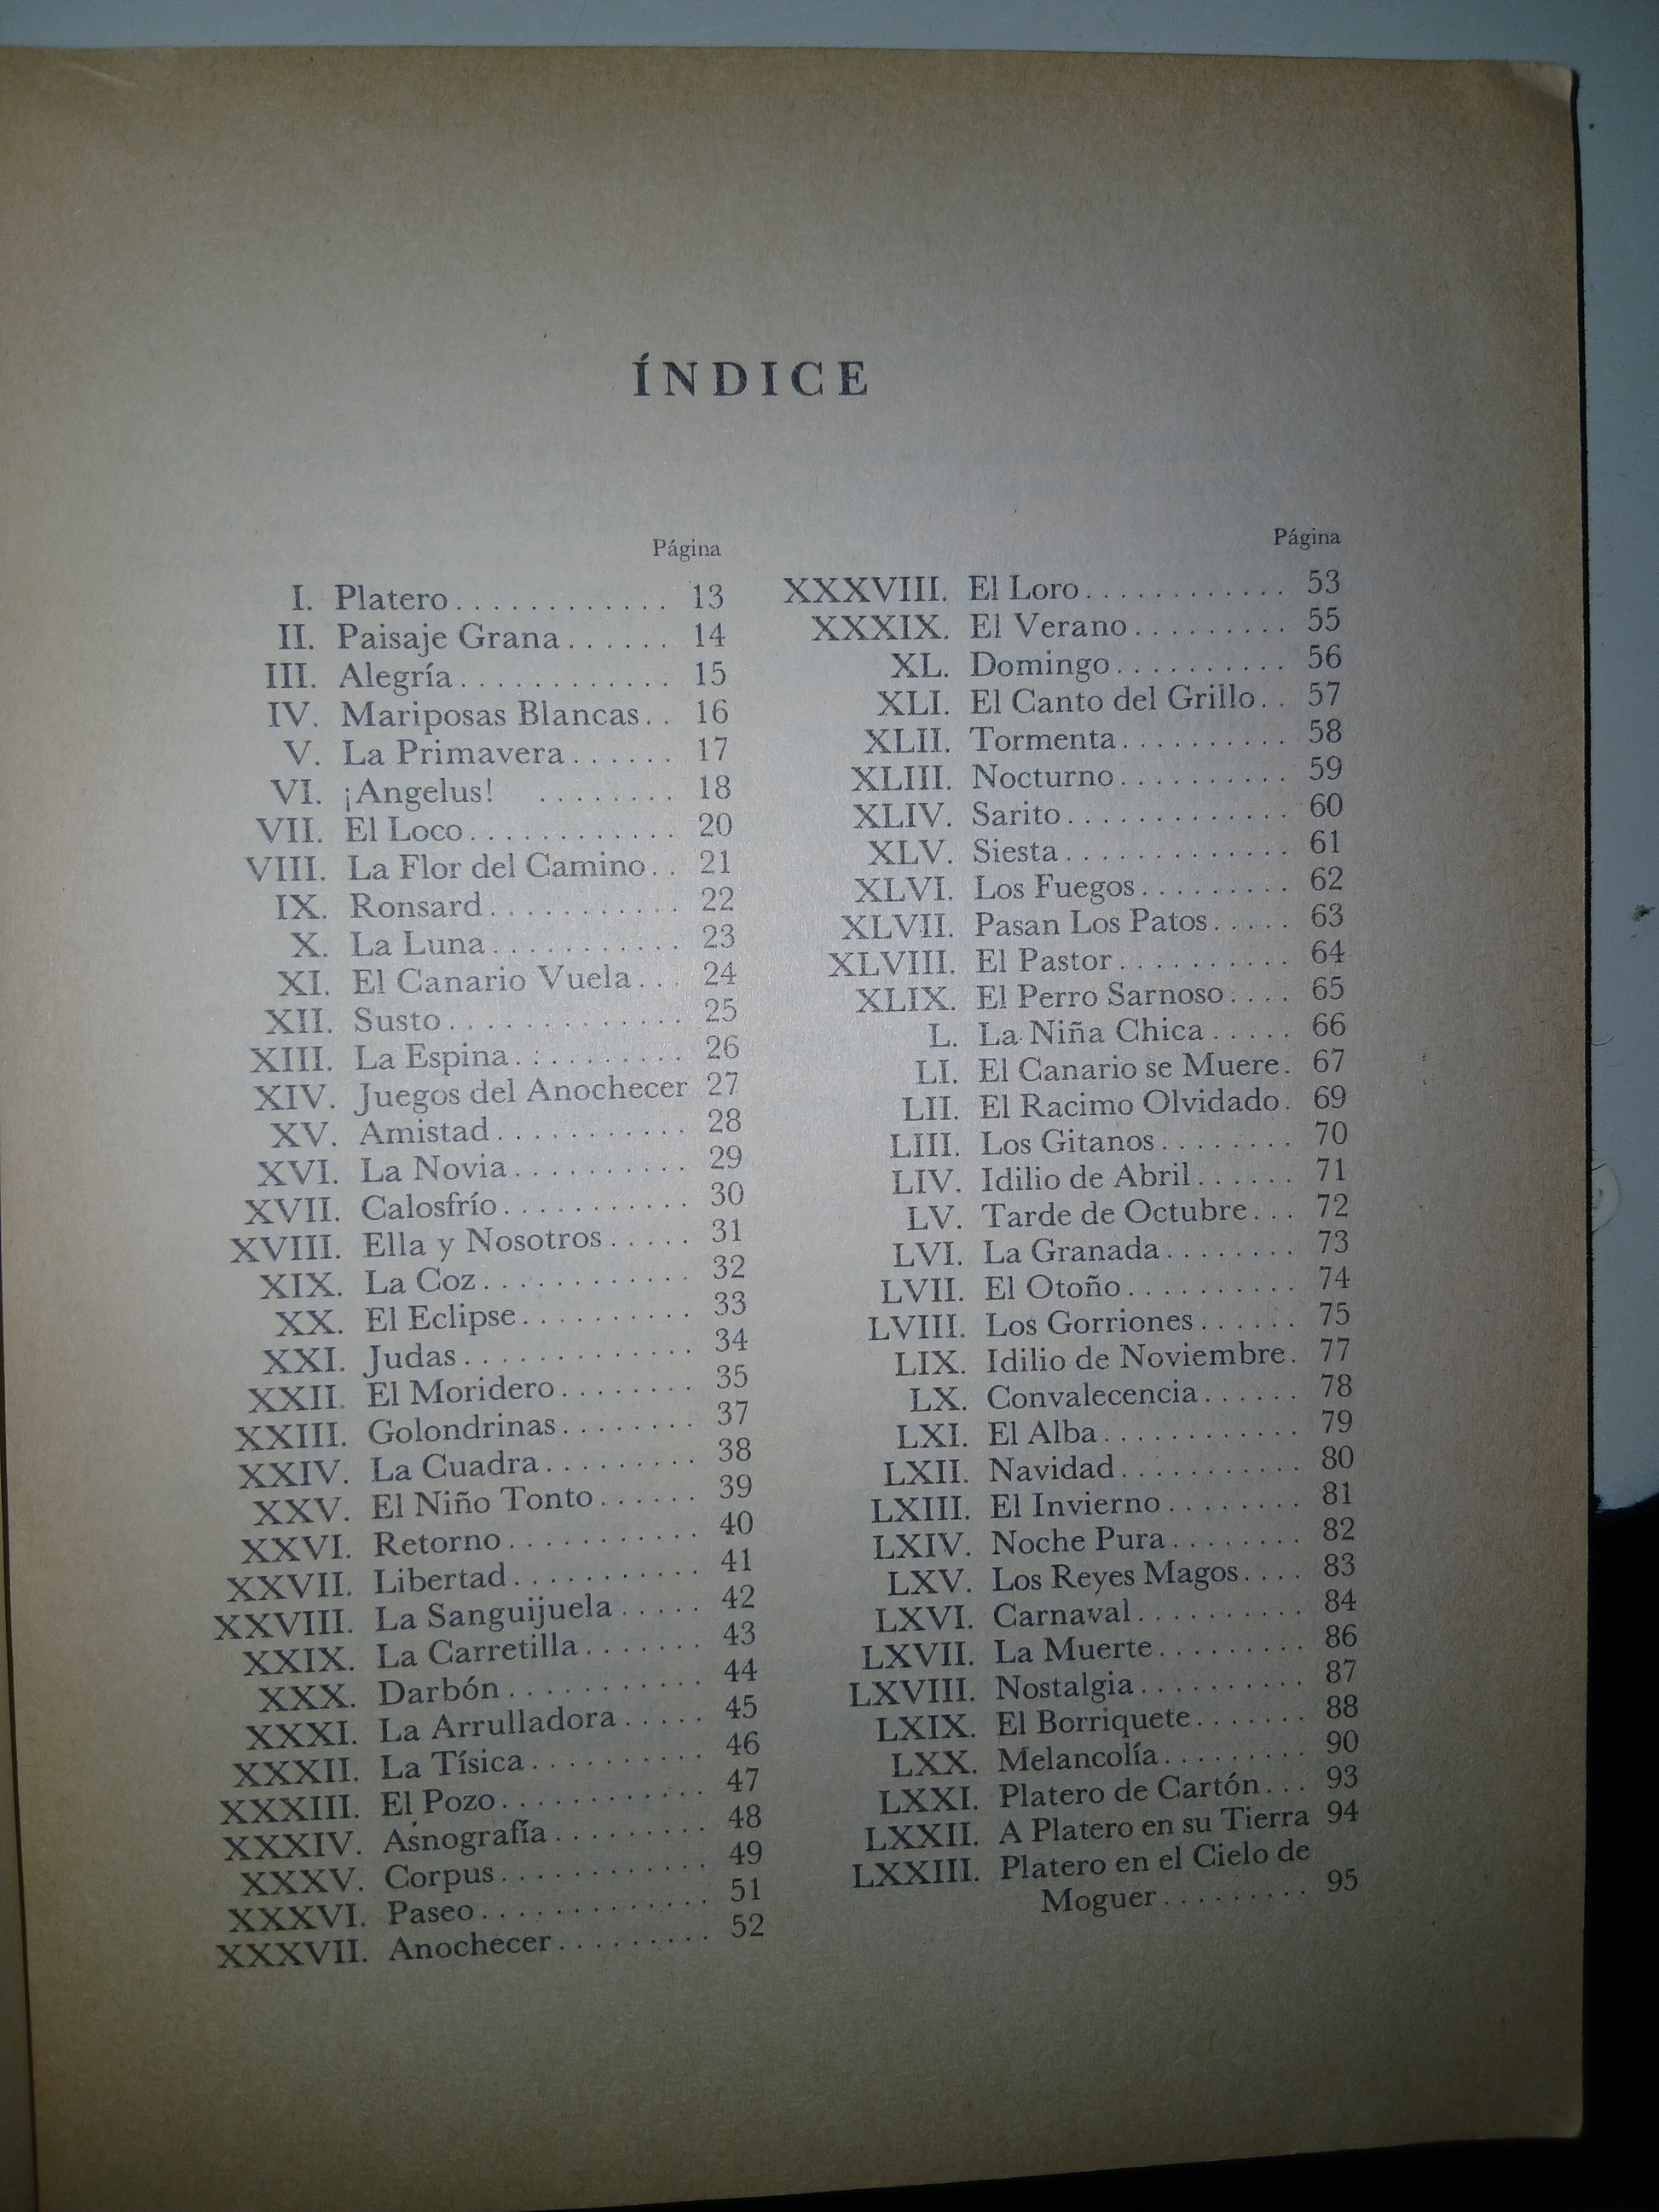 ÍNDICE
Página
I. Platero............ 13
II. Paisaje Grana...... 14
III. Alegría............ 15
IV. Mariposas Blancas.. 16
V. La Primavera...... 17
VI. ¡Angelus! ........ 18
VII. El Loco............ 20
VIII. La Flor del Camino.. 21
IX. Ronsard........... 22
X. La Luna........... 23
XI. El Canario Vuela... 24
XII. Susto............. 25
XIII. La Espina.......... 26
XIV. Juegos del Anochecer 27
XV. Amistad........... 28
XVI. La Novia.......... 29
XVII. Calosfrío........... 30
XVIII. Ella y Nosotros..... 31
XIX. La Coz............ 32
XX. El Eclipse.......... 33
XXI. Judas............. 34
XXII. El Moridero........ 35
XXIII. Golondrinas........ 37
XXIV. La Cuadra......... 38
XXV. El Niño Tonto...... 39
XXVI. Retorno........... 40
XXVII. Libertad........... 41
XXVIII. La Sanguijuela..... 42
XXIX. La Carretilla....... 43
XXX. Darbón........... 44
XXXI. La Arrulladora..... 45
XXXII. La Tísica.......... 46
XXXIII. El Pozo............ 47
XXXIV. Asnografía......... 48
XXXV. Corpus............ 49
XXXVI. Paseo............. 51
XXXVII. Anochecer......... 52
Página
XXXVIII. El Loro............ 53
XXXIX. El Verano......... 55
XL. Domingo.......... 56
XLI. El Canto del Grillo.. 57
XLII. Tormenta.......... 58
XLIII. Nocturno.......... 59
XLIV. Sarito............. 60
XLV. Siesta............. 61
XLVI. Los Fuegos......... 62
XLVII. Pasan Los Patos..... 63
XLVIII. El Pastor.......... 64
XLIX. El Perro Sarnoso.... 65
L. La Niña Chica..... 66
LI. El Canario se Muere. 67
LII. El Racimo Olvidado. 69
LIII. Los Gitanos........ 70
LIV. Idilio de Abril...... 71
LV. Tarde de Octubre... 72
LVI. La Granada........ 73
LVII. El Otoño.......... 74
LVIII. Los Gorriones...... 75
LIX. Idilio de Noviembre. 77
LX. Convalecencia...... 78
LXI. El Alba............ 79
LXII. Navidad........... 80
LXIII. El Invierno........ 81
LXIV. Noche Pura........ 82
LXV. Los Reyes Magos.... 83
LXVI. Carnaval.......... 84
LXVII. La Muerte......... 86
LXVIII. Nostalgia.......... 87
LXIX. El Borriquete....... 88
LXX. Melancolía......... 90
LXXI. Platero de Cartón... 93
LXXII. A Platero en su Tierra 94
LXXIII. Platero en el Cielo de
Moguer......... 95